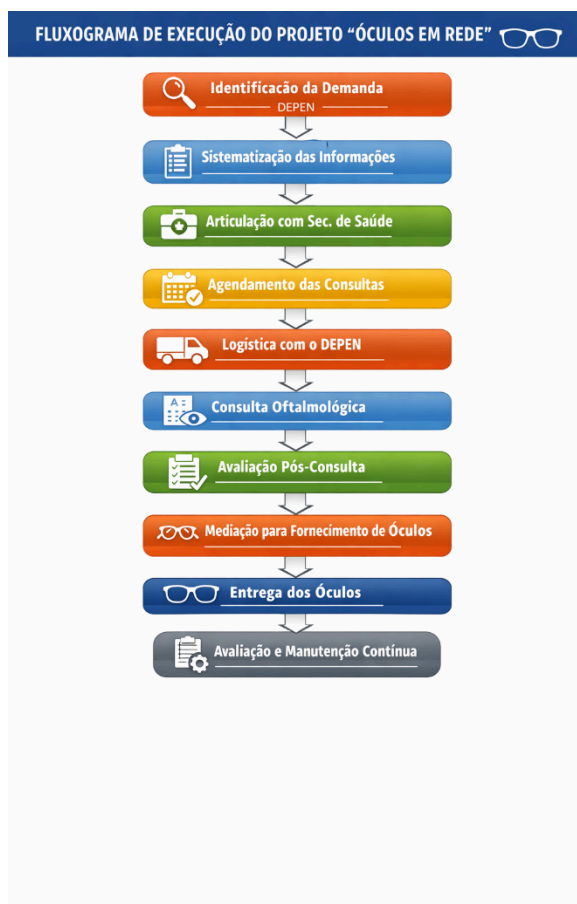 FLUXOGRAMA DE EXECUÇÃO DO PROJETO “ÓCULOS EM REDE”
Identificacão da Demanda
DEPEN
Sistematização das Informações
Articulação com Sec. de Saúde
Agendamento das Consultas
Logística com o DEPEN
Consulta Oftalmológica
Avaliação Pós-Consulta
Mediação para Fornecimento de Óculos
Entrega dos Óculos
Avaliação e Manutenção Contínua